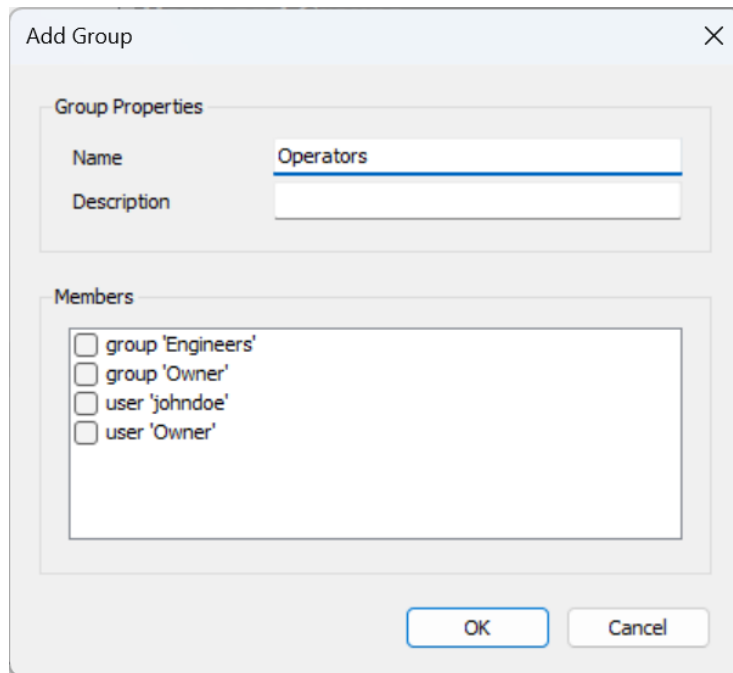 Add Group
Group Properties
Name Operators
Description
Members
group 'Engineers'
group 'Owner'
user 'johndoe'
user 'Owner'
OK Cancel